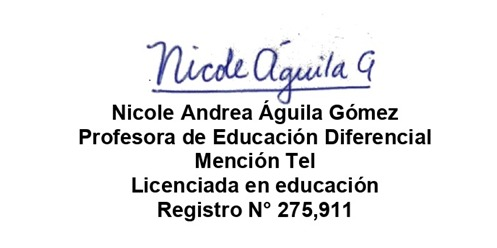 Nicole Águila G
Nicole Andrea Águila Gómez
Profesora de Educación Diferencial
Mención Tel
Licenciada en educación
Registro N° 275,911